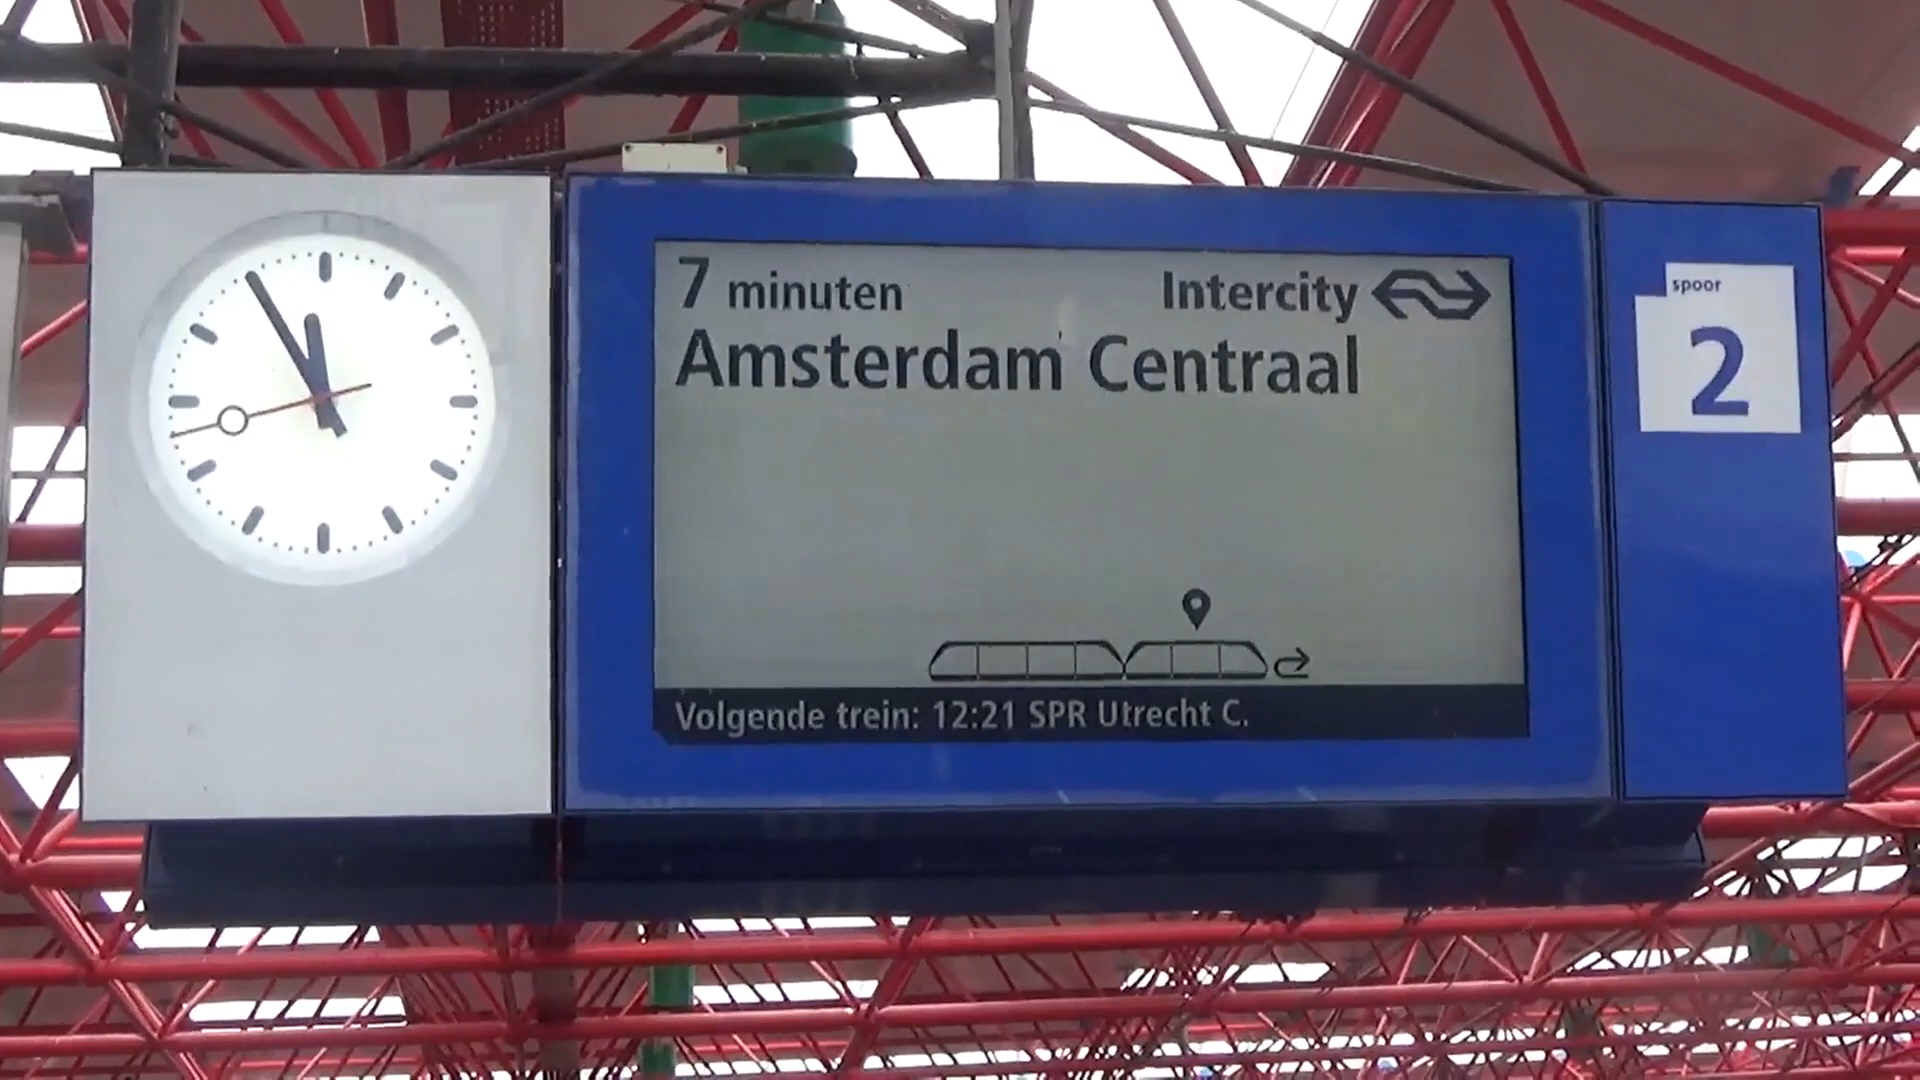 7 minuten
Intercity
Amsterdam Centraal
Volgende trein: 12:21 SPR Utrecht C.
spoor
2